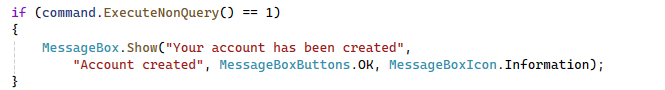 if (command.ExecuteNonQuery() == 1)
{
MessageBox.Show("Your account has been created",
"Account created", MessageBoxButtons.OK, MessageBoxIcon.Information);
}